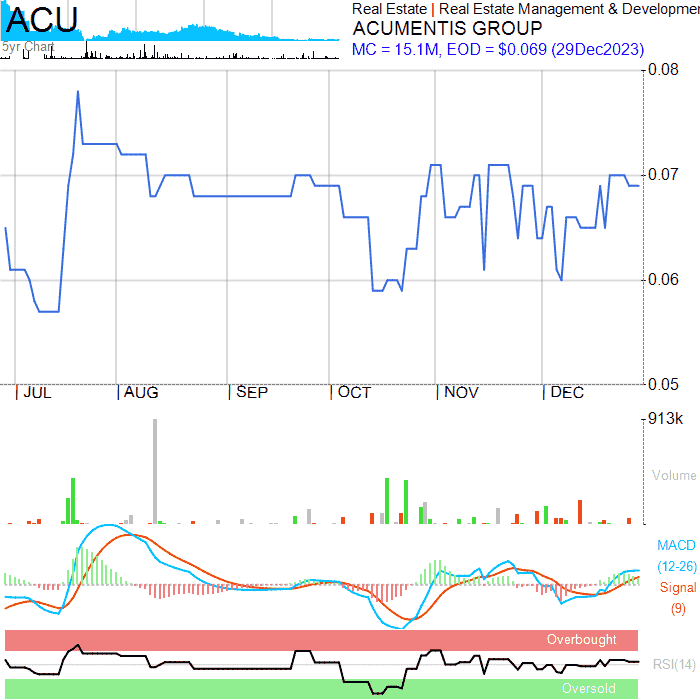 ACU
5yr Chart
Real Estate | Real Estate Management & Developmen
ACUMENTIS GROUP
MC = 15.1M, EOD = $0.069 (29Dec2023)
0.08
0.07
0.06
0.05
JUL AUG SEP OCT NOV DEC
913k
Volume
MACD
(12-26)
Signal
(9)
Overbought
RSI(14)
Oversold